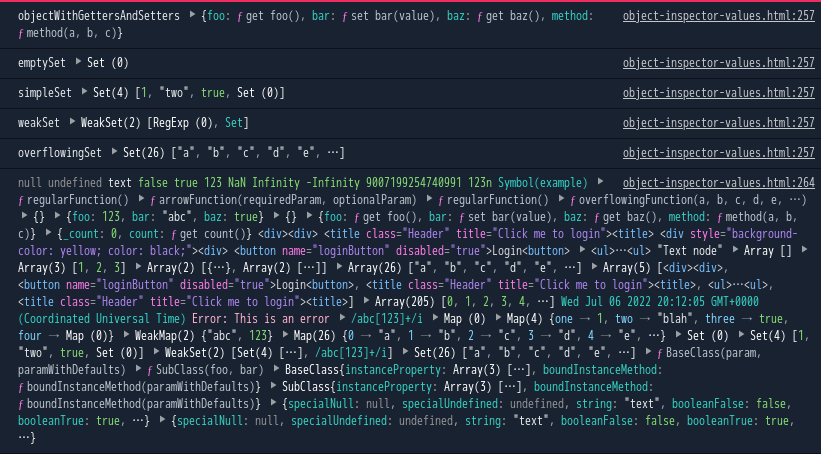 objectWithGettersAndSetters ▶ {foo: ƒ get foo(), bar: ƒ set bar(value), baz: ƒ get baz(), method: object-inspector-values.html:257
ƒ method(a, b, c)}
emptySet ▶ Set (0) object-inspector-values.html:257
simpleSet ▶ Set(4) [1, "two", true, Set (0)] object-inspector-values.html:257
weakSet ▶ WeakSet(2) [RegExp (0), Set] object-inspector-values.html:257
overflowingSet ▶ Set(26) ["a", "b", "c", "d", "e", …] object-inspector-values.html:257
null undefined text false true 123 NaN Infinity -Infinity 9007199254740991 123n Symbol(example) ▶ object-inspector-values.html:264
ƒ regularFunction() ▶ ƒ arrowFunction(requiredParam, optionalParam) ▶ ƒ regularFunction() ▶ ƒ overflowingFunction(a, b, c, d, e, …)
▶ {} ▶ {foo: 123, bar: "abc", baz: true} ▶ {} ▶ {foo: ƒ get foo(), bar: ƒ set bar(value), baz: ƒ get baz(), method: ƒ method(a, b,
c)} ▶ {_count: 0, count: ƒ get count()} <div><div> <title class="Header" title="Click me to login"><title> <div style="background-
color: yellow; color: black;"><div> <button name="loginButton" disabled="true">Login<button> ▶ <ul>…<ul> "Text node" ▶ Array [] ▶
Array(3) [1, 2, 3] ▶ Array(2) [{…}, Array(2) […]] ▶ Array(26) ["a", "b", "c", "d", "e", …] ▶ Array(5) [<div><div>,
<button name="loginButton" disabled="true">Login<button>, <title class="Header" title="Click me to login"><title>, <ul>…<ul>,
<title class="Header" title="Click me to login"><title>] ▶ Array(205) [0, 1, 2, 3, 4, …] Wed Jul 06 2022 20:12:05 GMT+0000
(Coordinated Universal Time) Error: This is an error ▶ /abc[123]+/i ▶ Map (0) ▶ Map(4) {one → 1, two → "blah", three → true,
four → Map (0)} ▶ WeakMap(2) {"abc", 123} ▶ Map(26) {0 → "a", 1 → "b", 2 → "c", 3 → "d", 4 → "e", …} ▶ Set (0) ▶ Set(4) [1,
"two", true, Set (0)] ▶ WeakSet(2) [Set(4) […], /abc[123]+/i] ▶ Set(26) ["a", "b", "c", "d", "e", …] ▶ ƒ BaseClass(param,
paramWithDefaults) ▶ ƒ SubClass(foo, bar) ▶ BaseClass{instanceProperty: Array(3) […], boundInstanceMethod:
ƒ boundInstanceMethod(paramWithDefaults)} ▶ SubClass{instanceProperty: Array(3) […], boundInstanceMethod:
ƒ boundInstanceMethod(paramWithDefaults)} ▶ {specialNull: null, specialUndefined: undefined, string: "text", booleanFalse: false,
booleanTrue: true, …} ▶ {specialNull: null, specialUndefined: undefined, string: "text", booleanFalse: false, booleanTrue: true,
…}